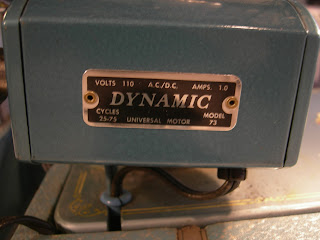 VOLTS 110 A.C./D.C. AMPS. 1.0
DYNAMIC
CYCLES MODEL
25-75 UNIVERSAL MOTOR 73